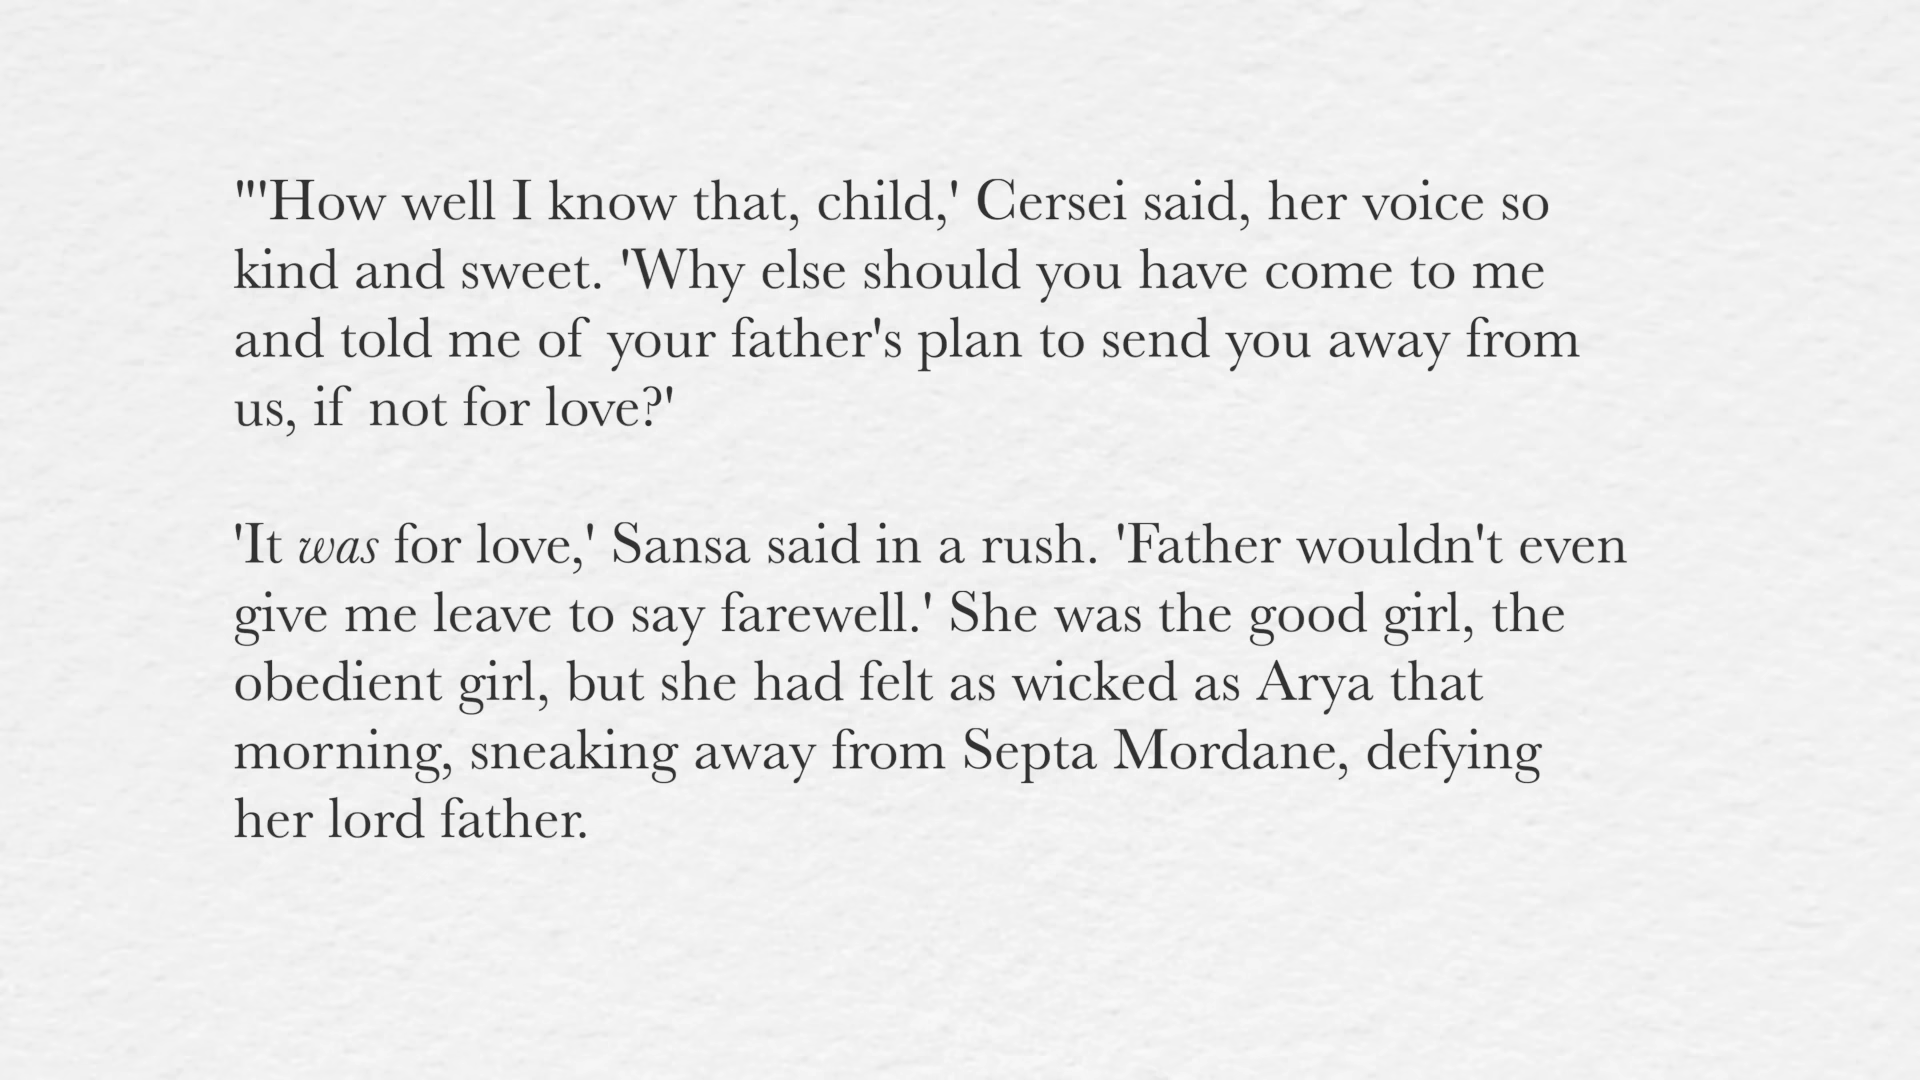 "'How well I know that, child,' Cersei said, her voice so
kind and sweet. 'Why else should you have come to me
and told me of your father's plan to send you away from
us, if not for love?'
'It was for love,' Sansa said in a rush. 'Father wouldn't even
give me leave to say farewell.' She was the good girl, the
obedient girl, but she had felt as wicked as Arya that
morning, sneaking away from Septa Mordane, defying
her lord father.